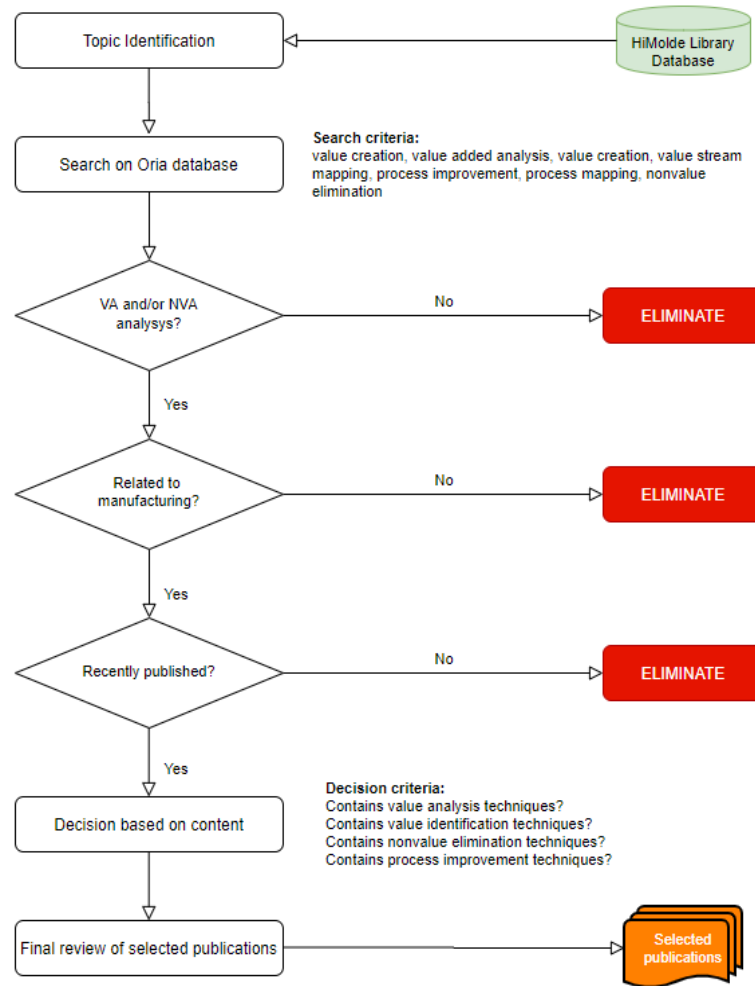 Topic Identification
HiMolde Library
Database
Search criteria:
value creation, value added analysis, value creation, value stream
mapping, process improvement, process mapping, nonvalue
elimination
Search on Oria database
VA and/or NVA
analysys?
No
ELIMINATE
Yes
Related to
manufacturing?
No
ELIMINATE
Yes
Recently published?
No
ELIMINATE
Yes
Decision criteria:
Contains value analysis techniques?
Contains value identification techniques?
Contains nonvalue elimination techniques?
Contains process improvement techniques?
Decision based on content
Final review of selected publications
Selected
publications